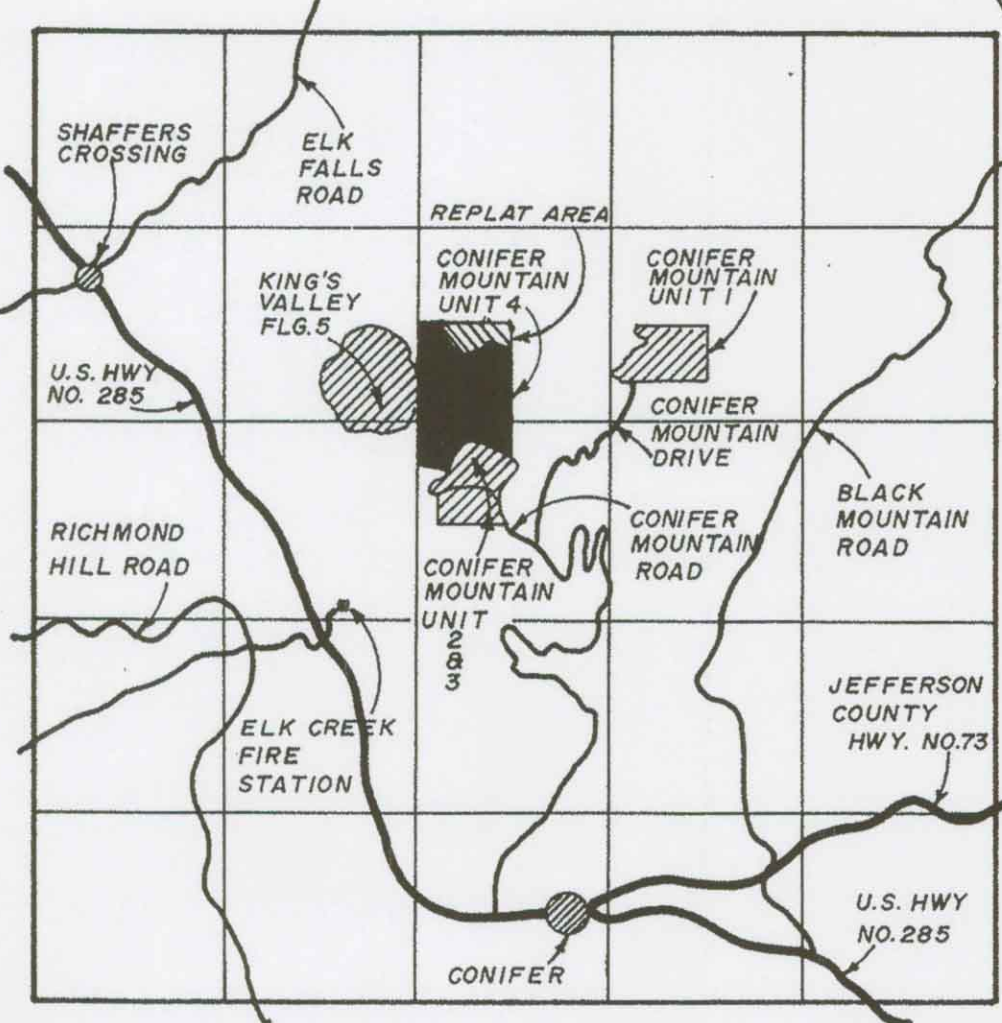 SHAFFERS
CROSSING
ELK
FALLS
ROAD
REPLAT AREA
KING'S
VALLEY
FLG. 5
CONIFER
MOUNTAIN
UNIT 4
CONIFER
MOUNTAIN
UNIT 1
U.S. HWY
NO. 285
CONIFER
MOUNTAIN
DRIVE
BLACK
MOUNTAIN
ROAD
RICHMOND
HILL ROAD
CONIFER
MOUNTAIN
ROAD
CONIFER
MOUNTAIN
UNIT
2
&
3
ELK CREEK
FIRE
STATION
JEFFERSON
COUNTY
HWY. NO. 73
U.S. HWY
NO. 285
CONIFER